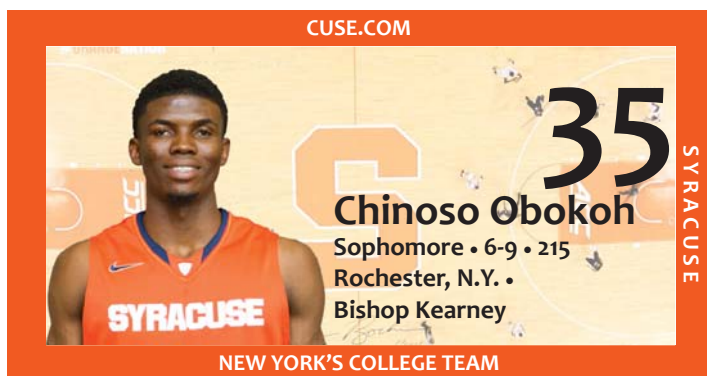 CUSE.COM
35
SYRACUSE
Chinoso Obokoh
Sophomore • 6-9 • 215
Rochester, N.Y. •
Bishop Kearney
SYRACUSE
NEW YORK'S COLLEGE TEAM